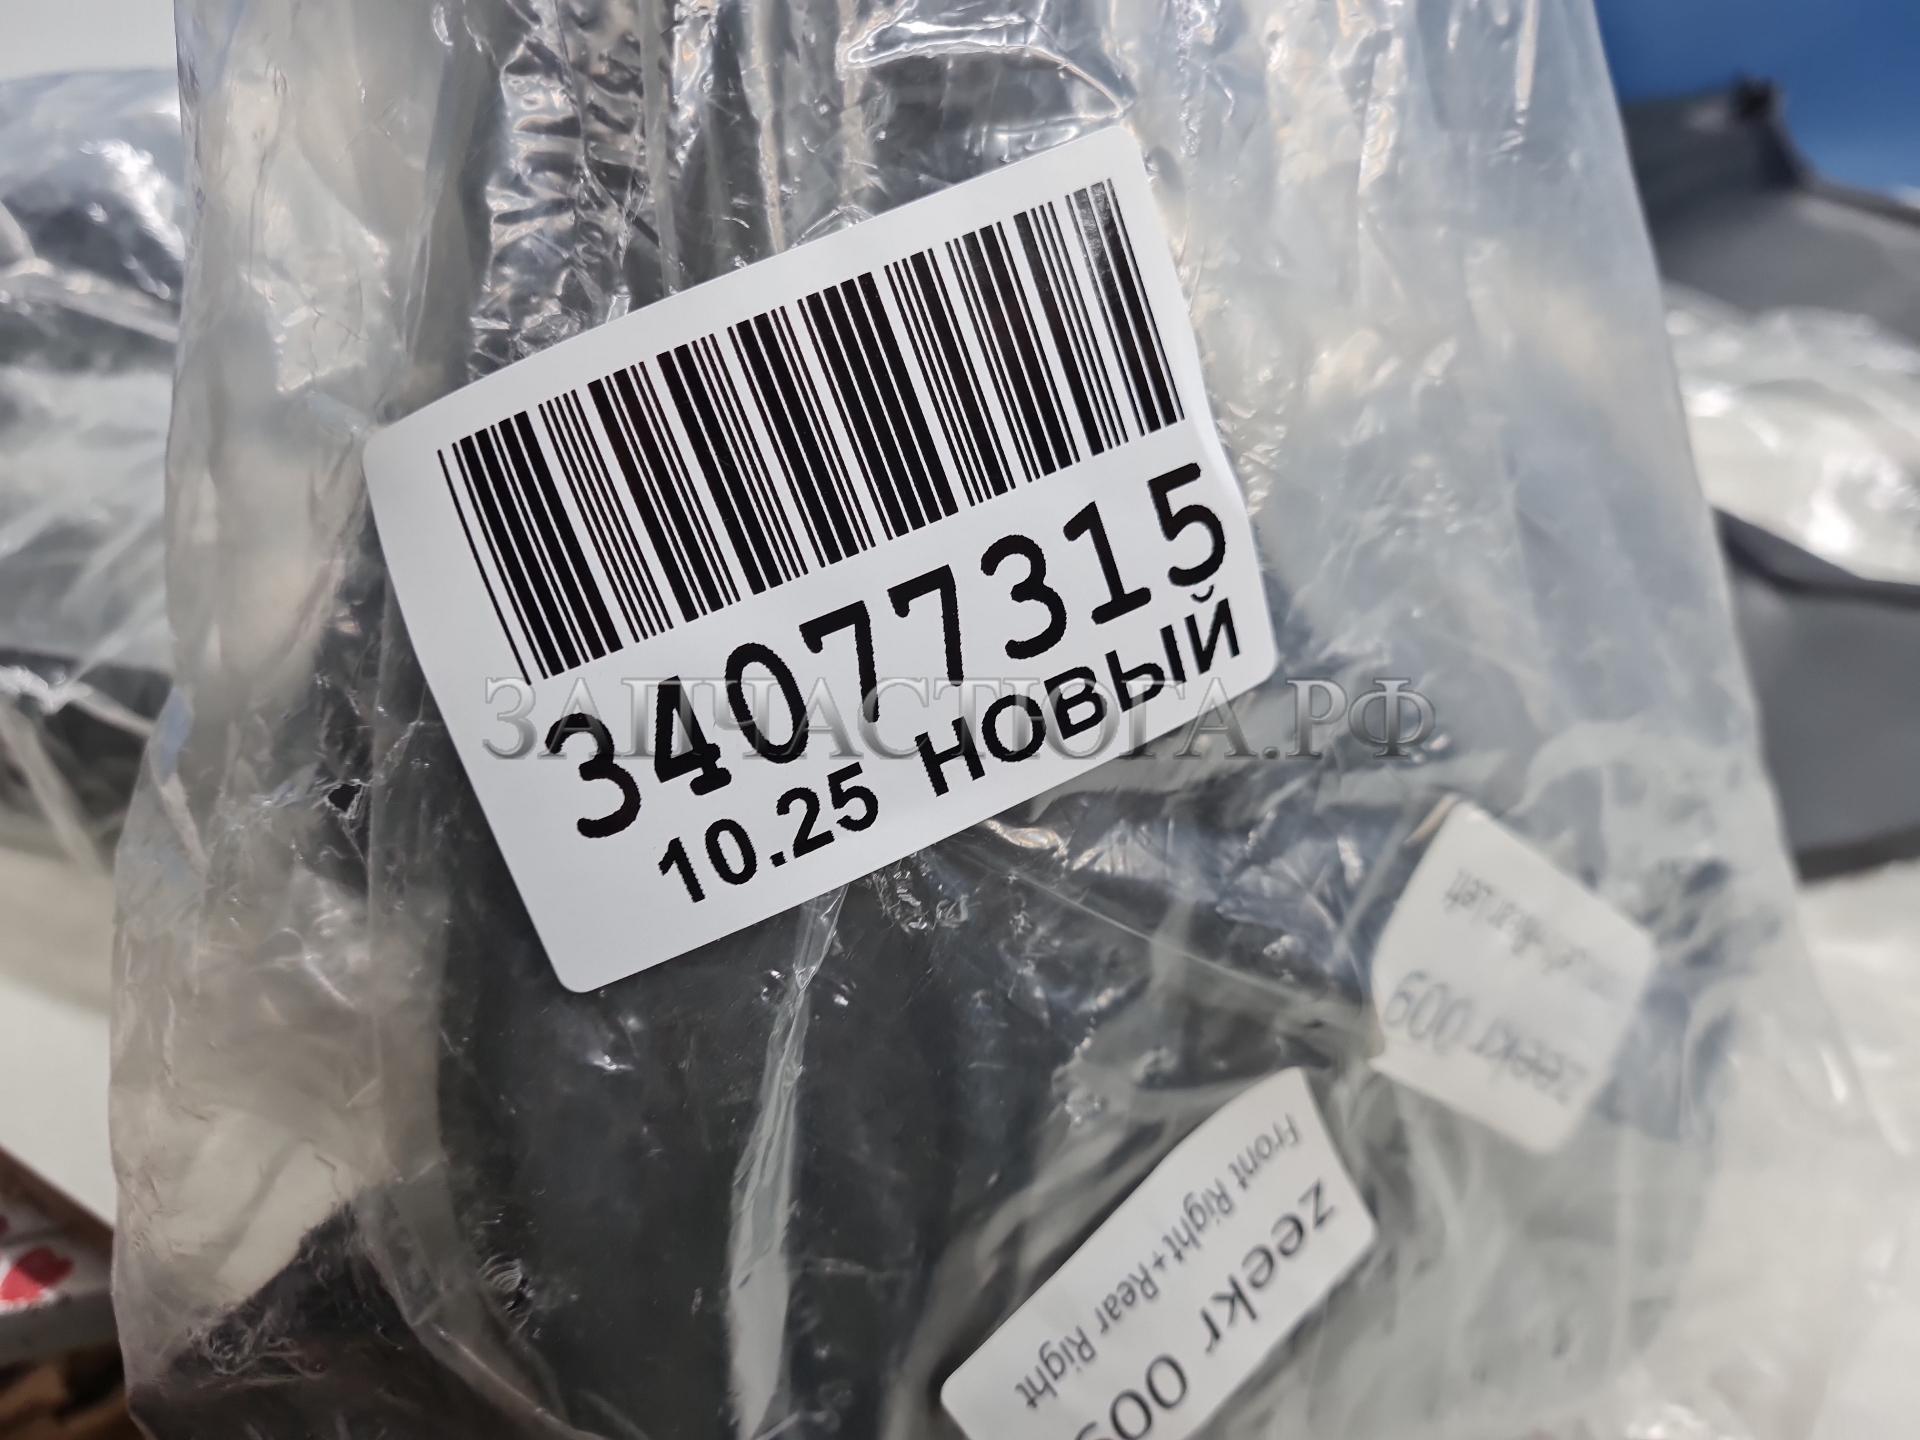 34077315
10.25 НОВЫЙ
ЗАПЧАСТЮГА.РФ
zeekr 009
zeekr 009
Front Right+Rear Right